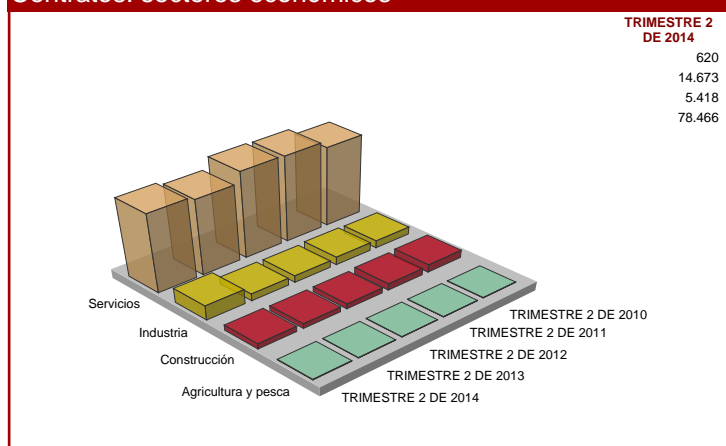 TRIMESTRE 2
DE 2014
620
14.673
5.418
78.466
Servicios
Industria
Construcción
Agricultura y pesca
TRIMESTRE 2 DE 2010
TRIMESTRE 2 DE 2011
TRIMESTRE 2 DE 2012
TRIMESTRE 2 DE 2013
TRIMESTRE 2 DE 2014